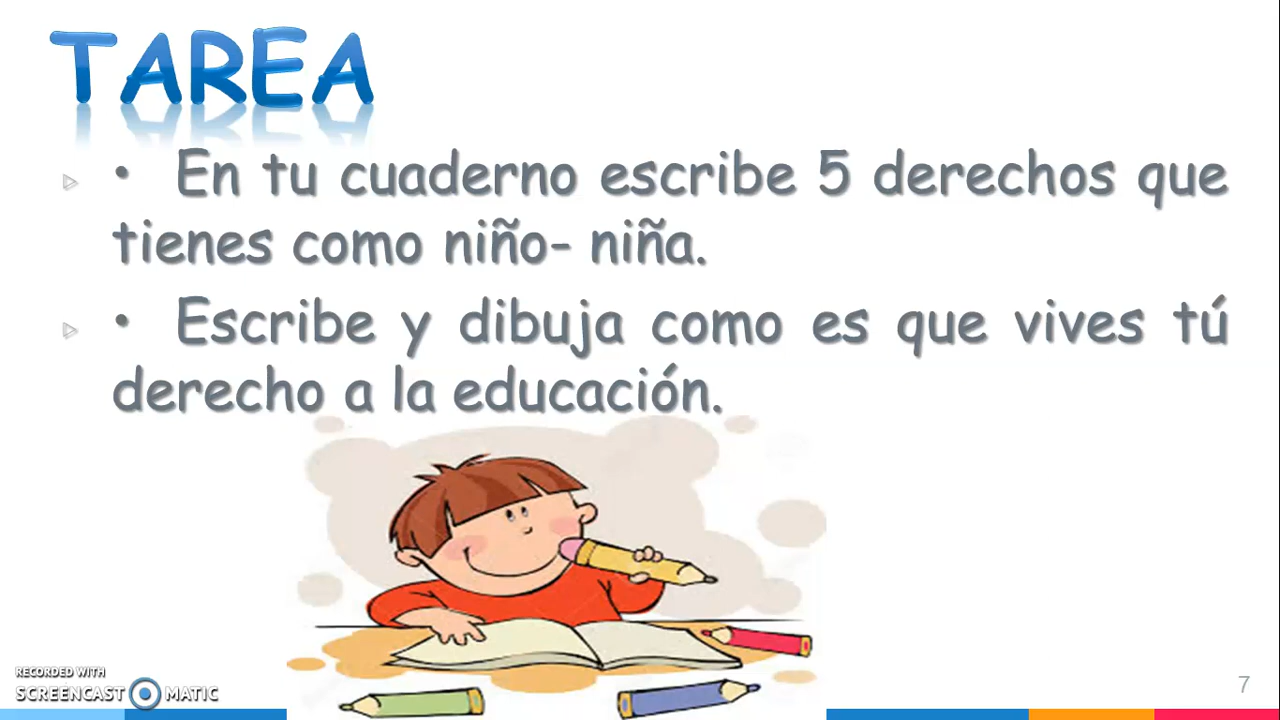 TAREA
• En tu cuaderno escribe 5 derechos que
tienes como niño- niña.
• Escribe y dibuja como es que vives tú
derecho a la educación.
RECORDED WITH
SCREENCAST MATIC
7